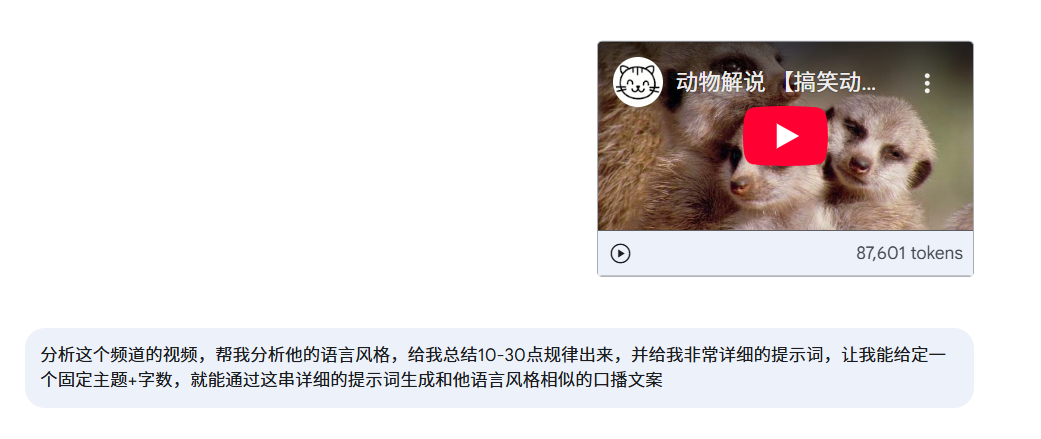 动物解说 【搞笑动...
87,601 tokens
分析这个频道的视频，帮我分析他的语言风格，给我总结10-30点规律出来，并给我非常详细的提示词，让我能给定一
个固定主题+字数，就能通过这串详细的提示词生成和他语言风格相似的口播文案